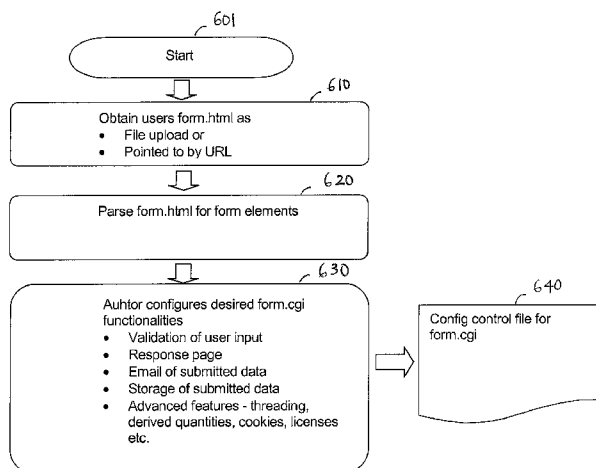 601
Start
610
Obtain users form.html as
• File upload or
• Pointed to by URL
620
Parse form.html for form elements
630
Auhtor configures desired form.cgi
functionalities
• Validation of user input
• Response page
• Email of submitted data
• Storage of submitted data
• Advanced features - threading,
derived quantities, cookies, licenses
etc.
640
Config control file for
form.cgi